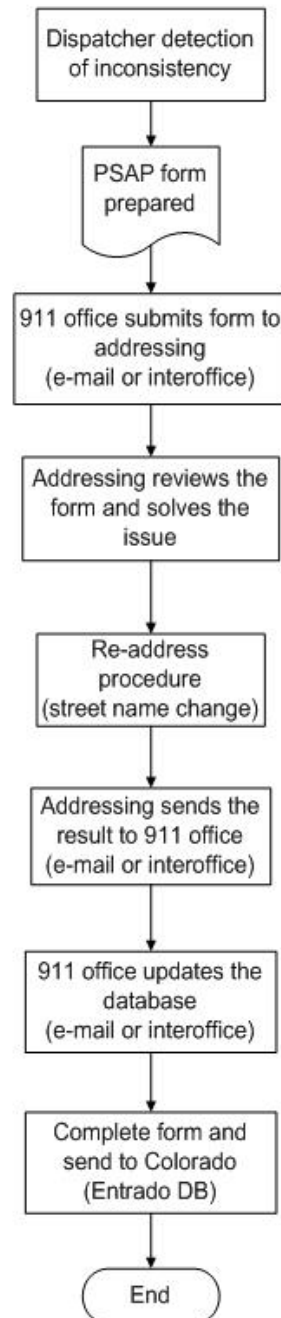 Dispatcher detection
of inconsistency
PSAP form
prepared
911 office submits form to
addressing
(e-mail or interoffice)
Addressing reviews the
form and solves the
issue
Re-address
procedure
(street name change)
Addressing sends the
result to 911 office
(e-mail or interoffice)
911 office updates the
database
(e-mail or interoffice)
Complete form and
send to Colorado
(Entrado DB)
End